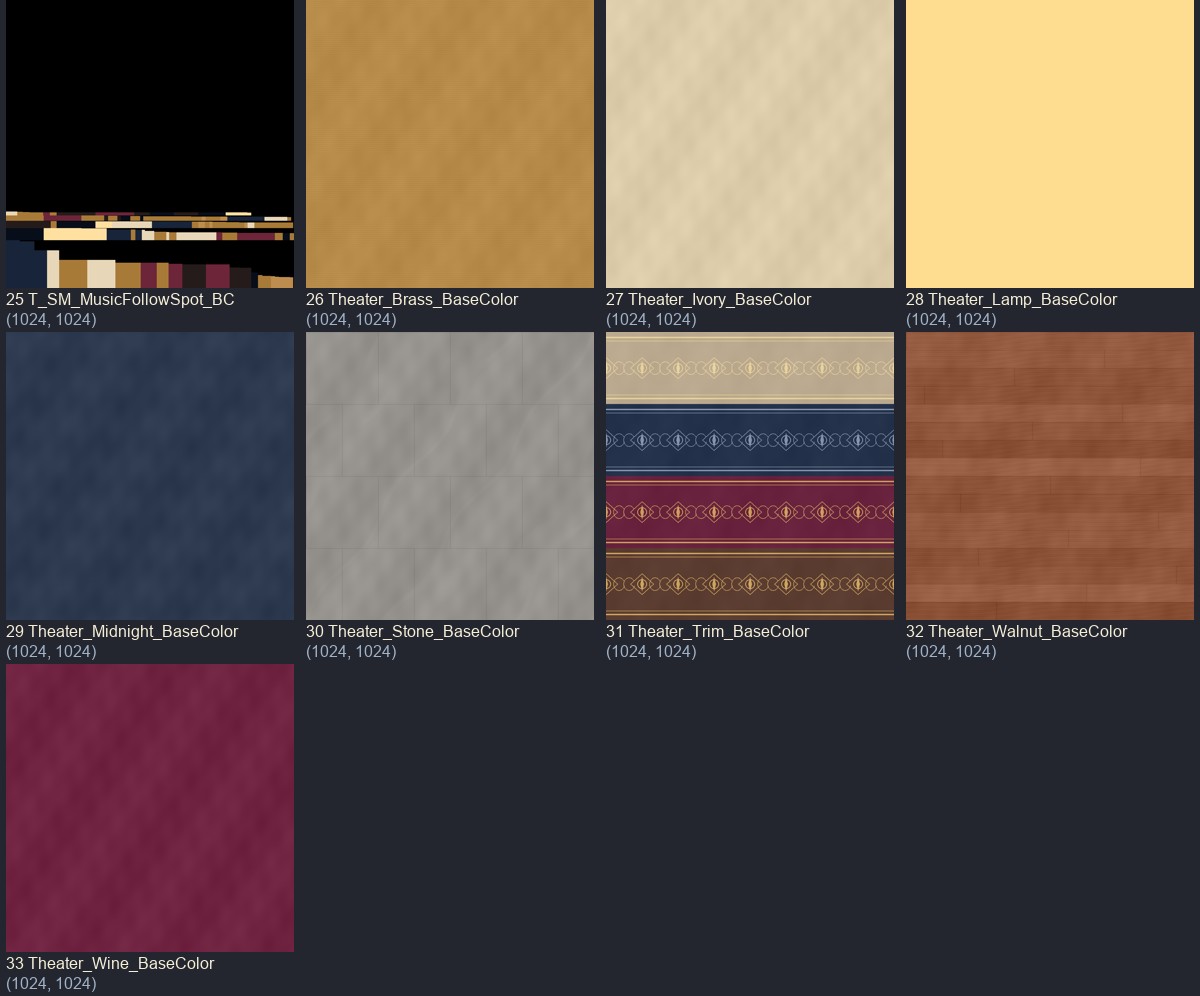 25 T_SM_MusicFollowSpot_BC
(1024, 1024)
26 Theater_Brass_BaseColor
(1024, 1024)
27 Theater_Ivory_BaseColor
(1024, 1024)
28 Theater_Lamp_BaseColor
(1024, 1024)
29 Theater_Midnight_BaseColor
(1024, 1024)
30 Theater_Stone_BaseColor
(1024, 1024)
31 Theater_Trim_BaseColor
(1024, 1024)
32 Theater_Walnut_BaseColor
(1024, 1024)
33 Theater_Wine_BaseColor
(1024, 1024)